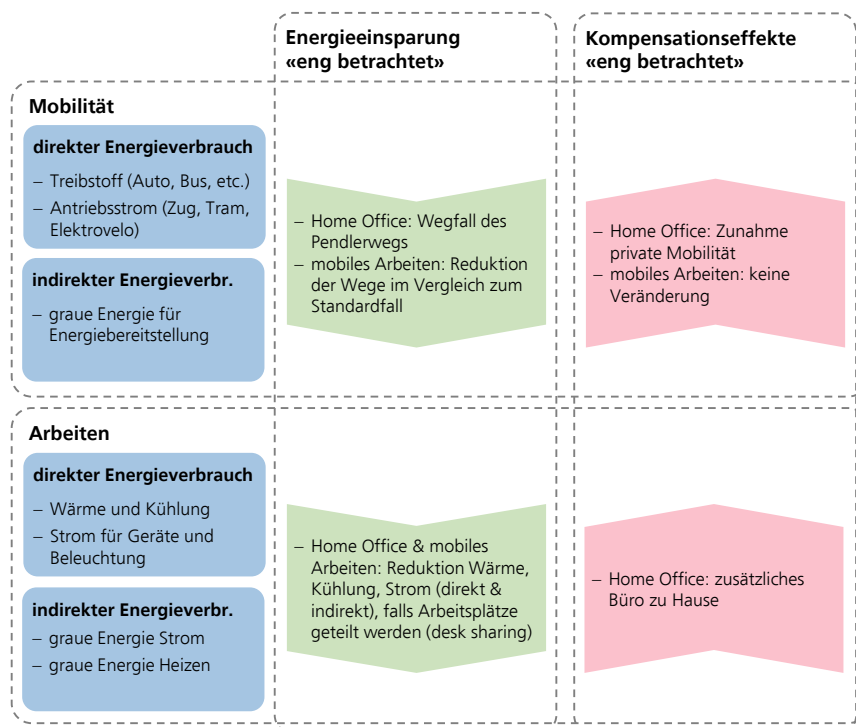 Energieeinsparung
«eng betrachtet»
Kompensationseffekte
«eng betrachtet»
Mobilität
direkter Energieverbrauch
– Treibstoff (Auto, Bus, etc.)
– Antriebsstrom (Zug, Tram,
Elektrovelo)
indirekter Energieverbr.
– graue Energie für
Energiebereitstellung
– Home Office: Wegfall des
Pendlerwegs
– mobiles Arbeiten: Reduktion
der Wege im Vergleich zum
Standardfall
– Home Office: Zunahme
private Mobilität
– mobiles Arbeiten: keine
Veränderung
Arbeiten
direkter Energieverbrauch
– Wärme und Kühlung
– Strom für Geräte und
Beleuchtung
indirekter Energieverbr.
– graue Energie Strom
– graue Energie Heizen
– Home Office & mobiles
Arbeiten: Reduktion Wärme,
Kühlung, Strom (direkt &
indirekt), falls Arbeitsplätze
geteilt werden (desk sharing)
– Home Office: zusätzliches
Büro zu Hause